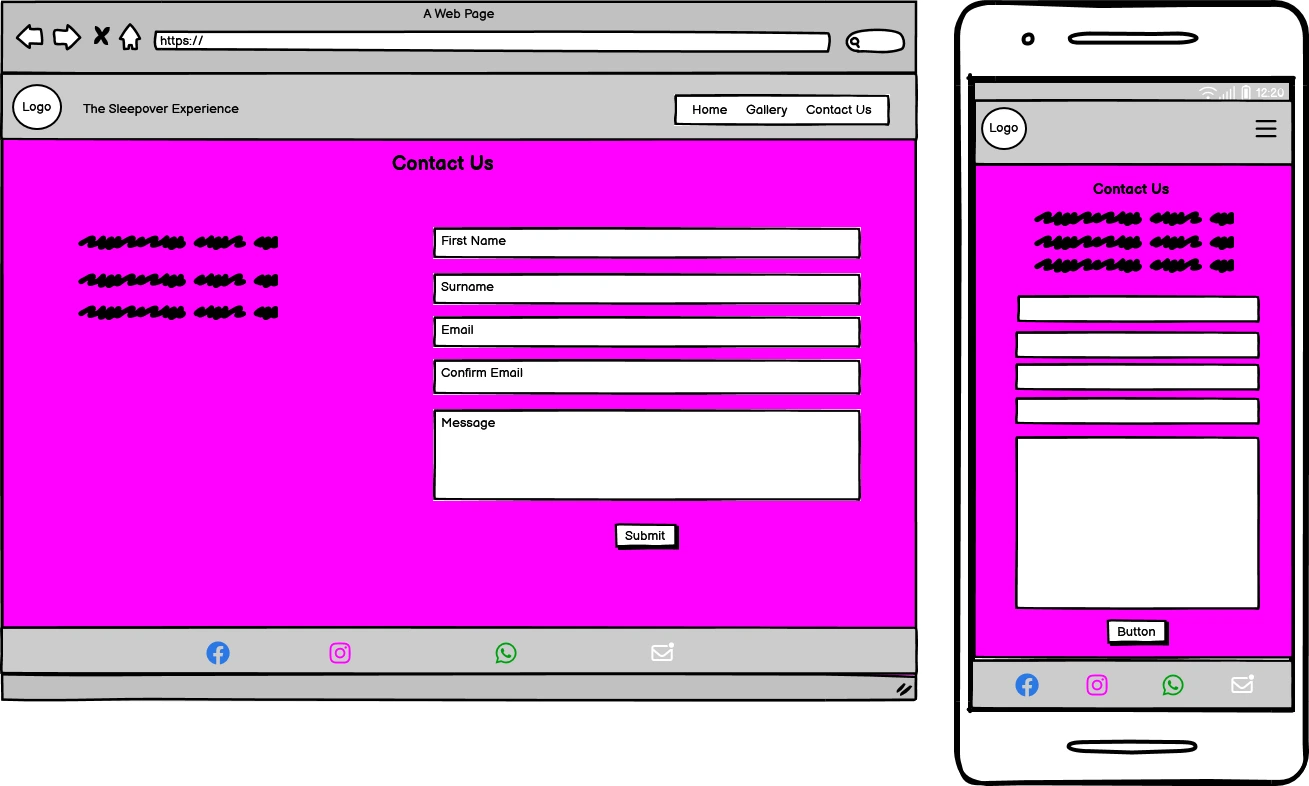 A Web Page
https://
Logo
The Sleepover Experience
Home Gallery Contact Us
Contact Us
First Name
Surname
Email
Confirm Email
Message
Submit
12:20
Logo
Contact Us
Button